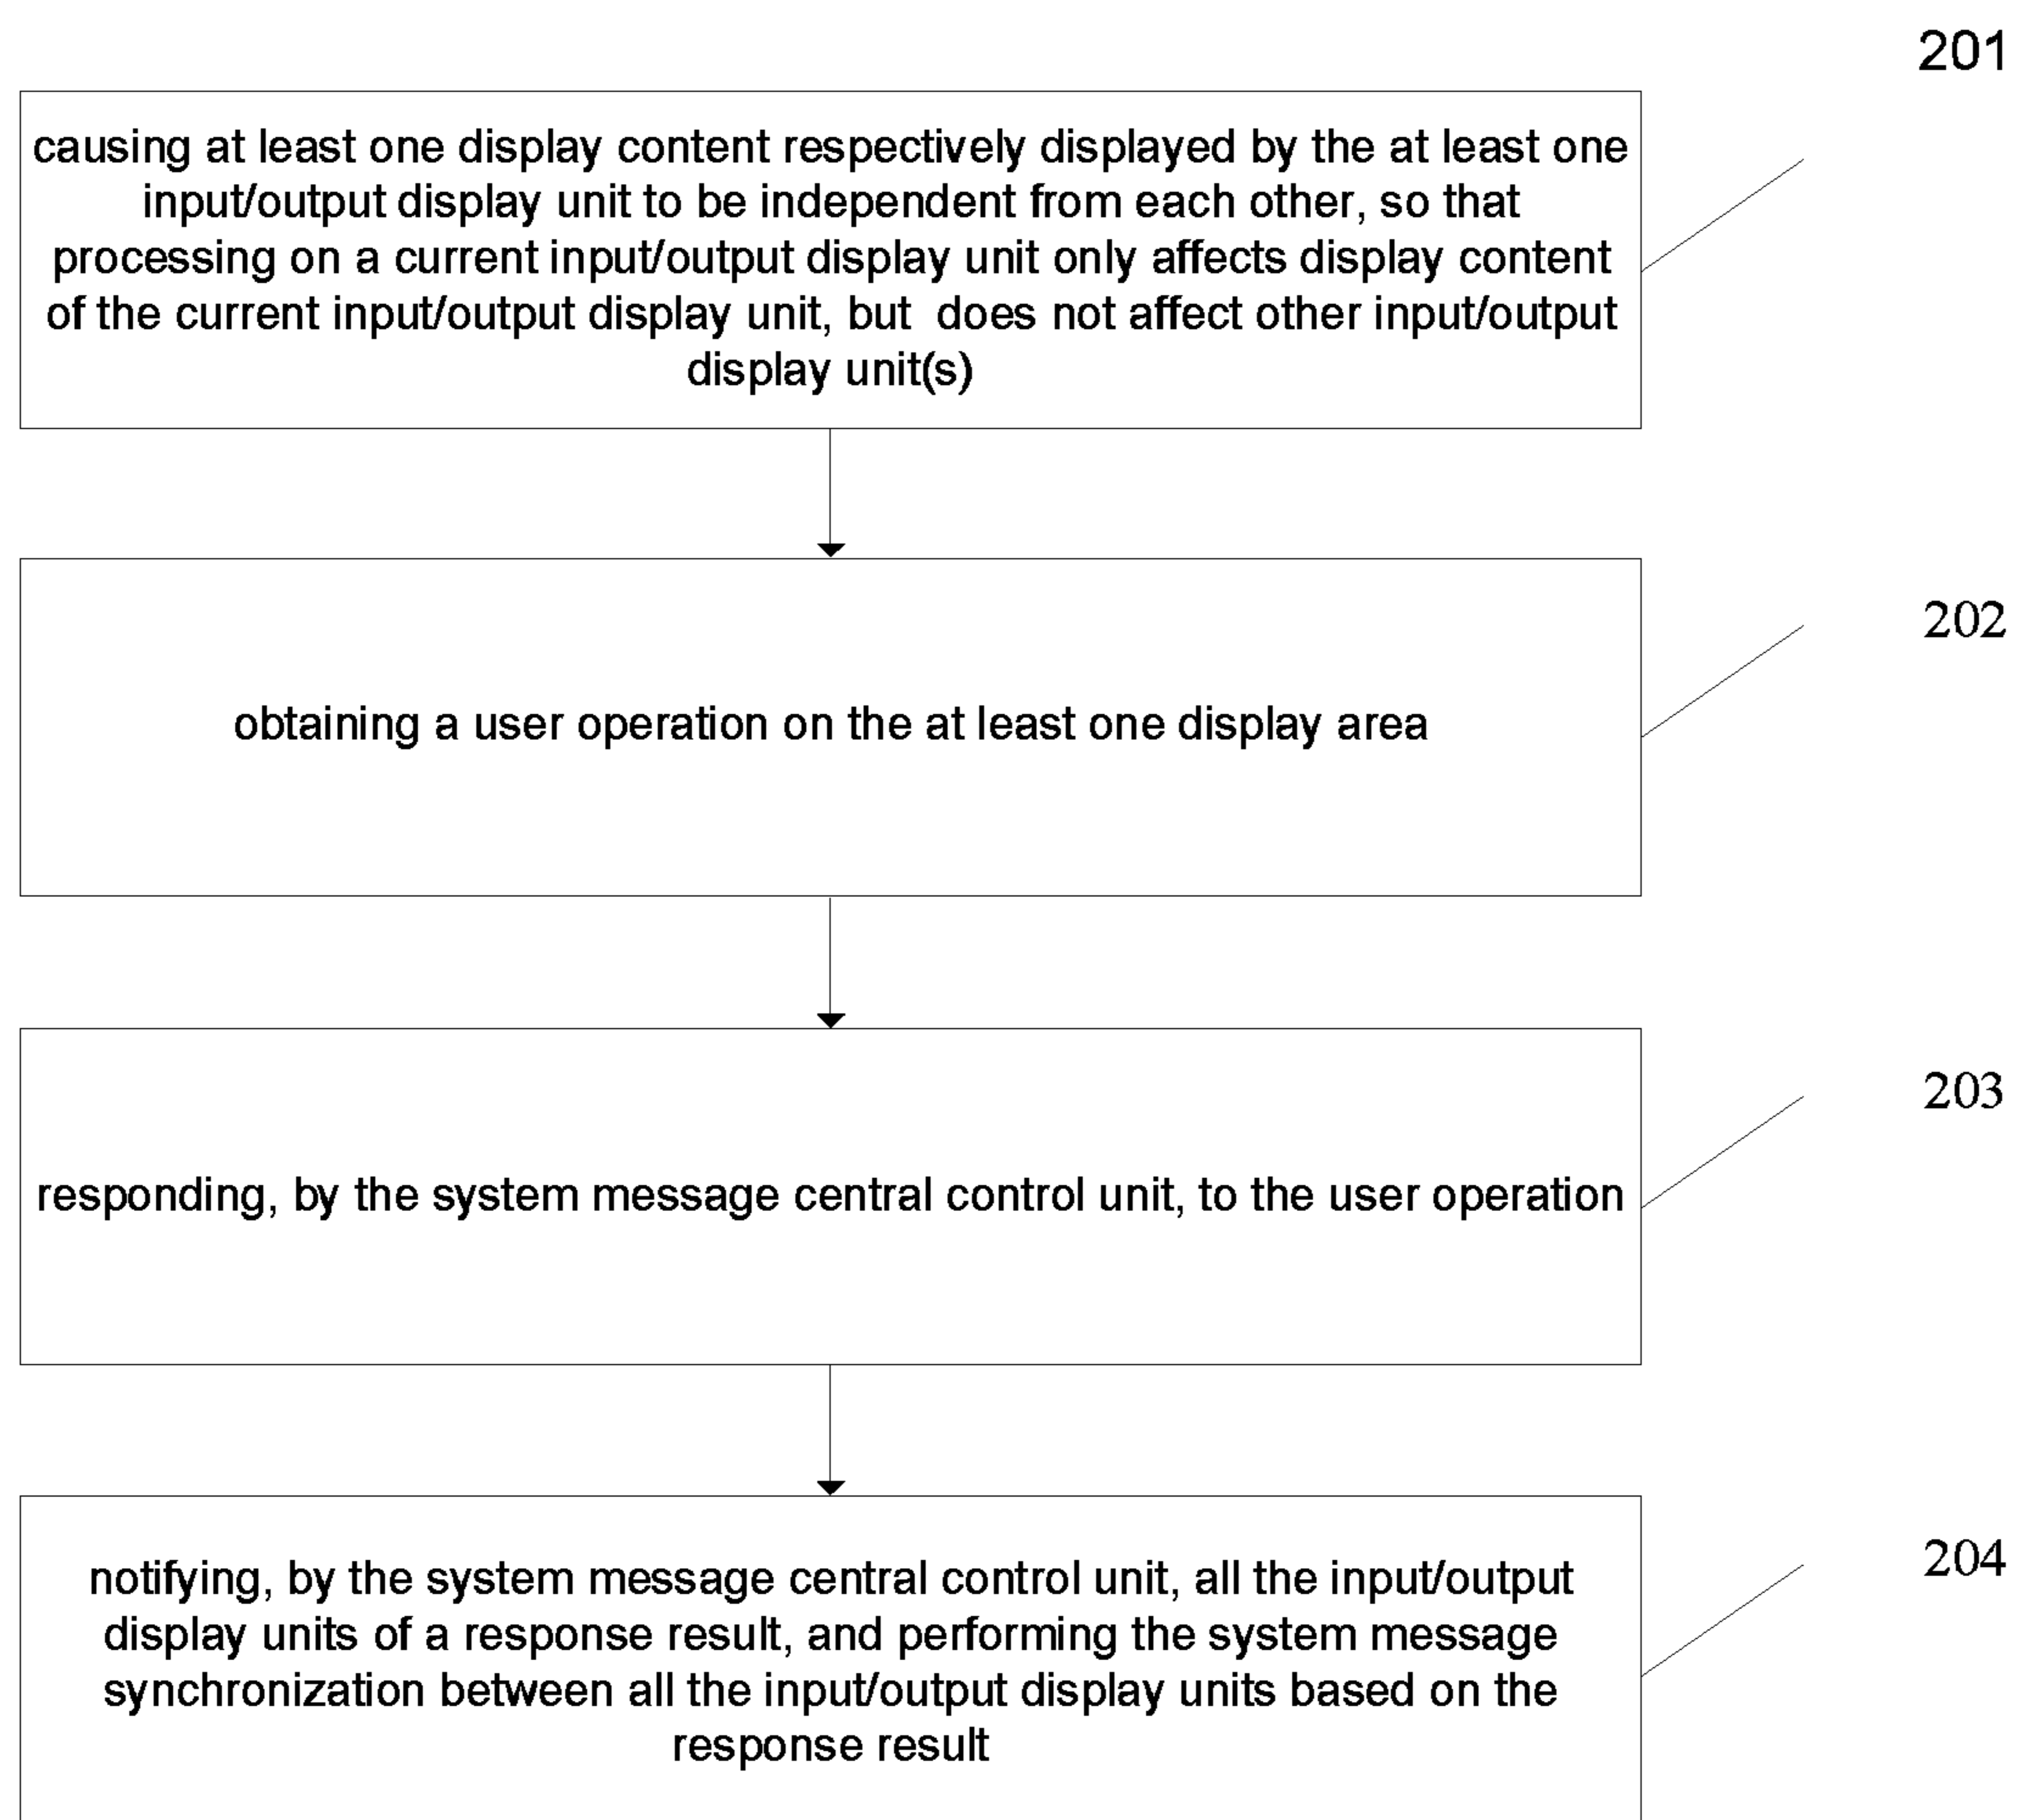 201
causing at least one display content respectively displayed by the at least one
input/output display unit to be independent from each other, so that
processing on a current input/output display unit only affects display content
of the current input/output display unit, but  does not affect other input/output
display unit(s)
202
obtaining a user operation on the at least one display area
203
responding, by the system message central control unit, to the user operation
204
notifying, by the system message central control unit, all the input/output
display units of a response result, and performing the system message
synchronization between all the input/output display units based on the
response result